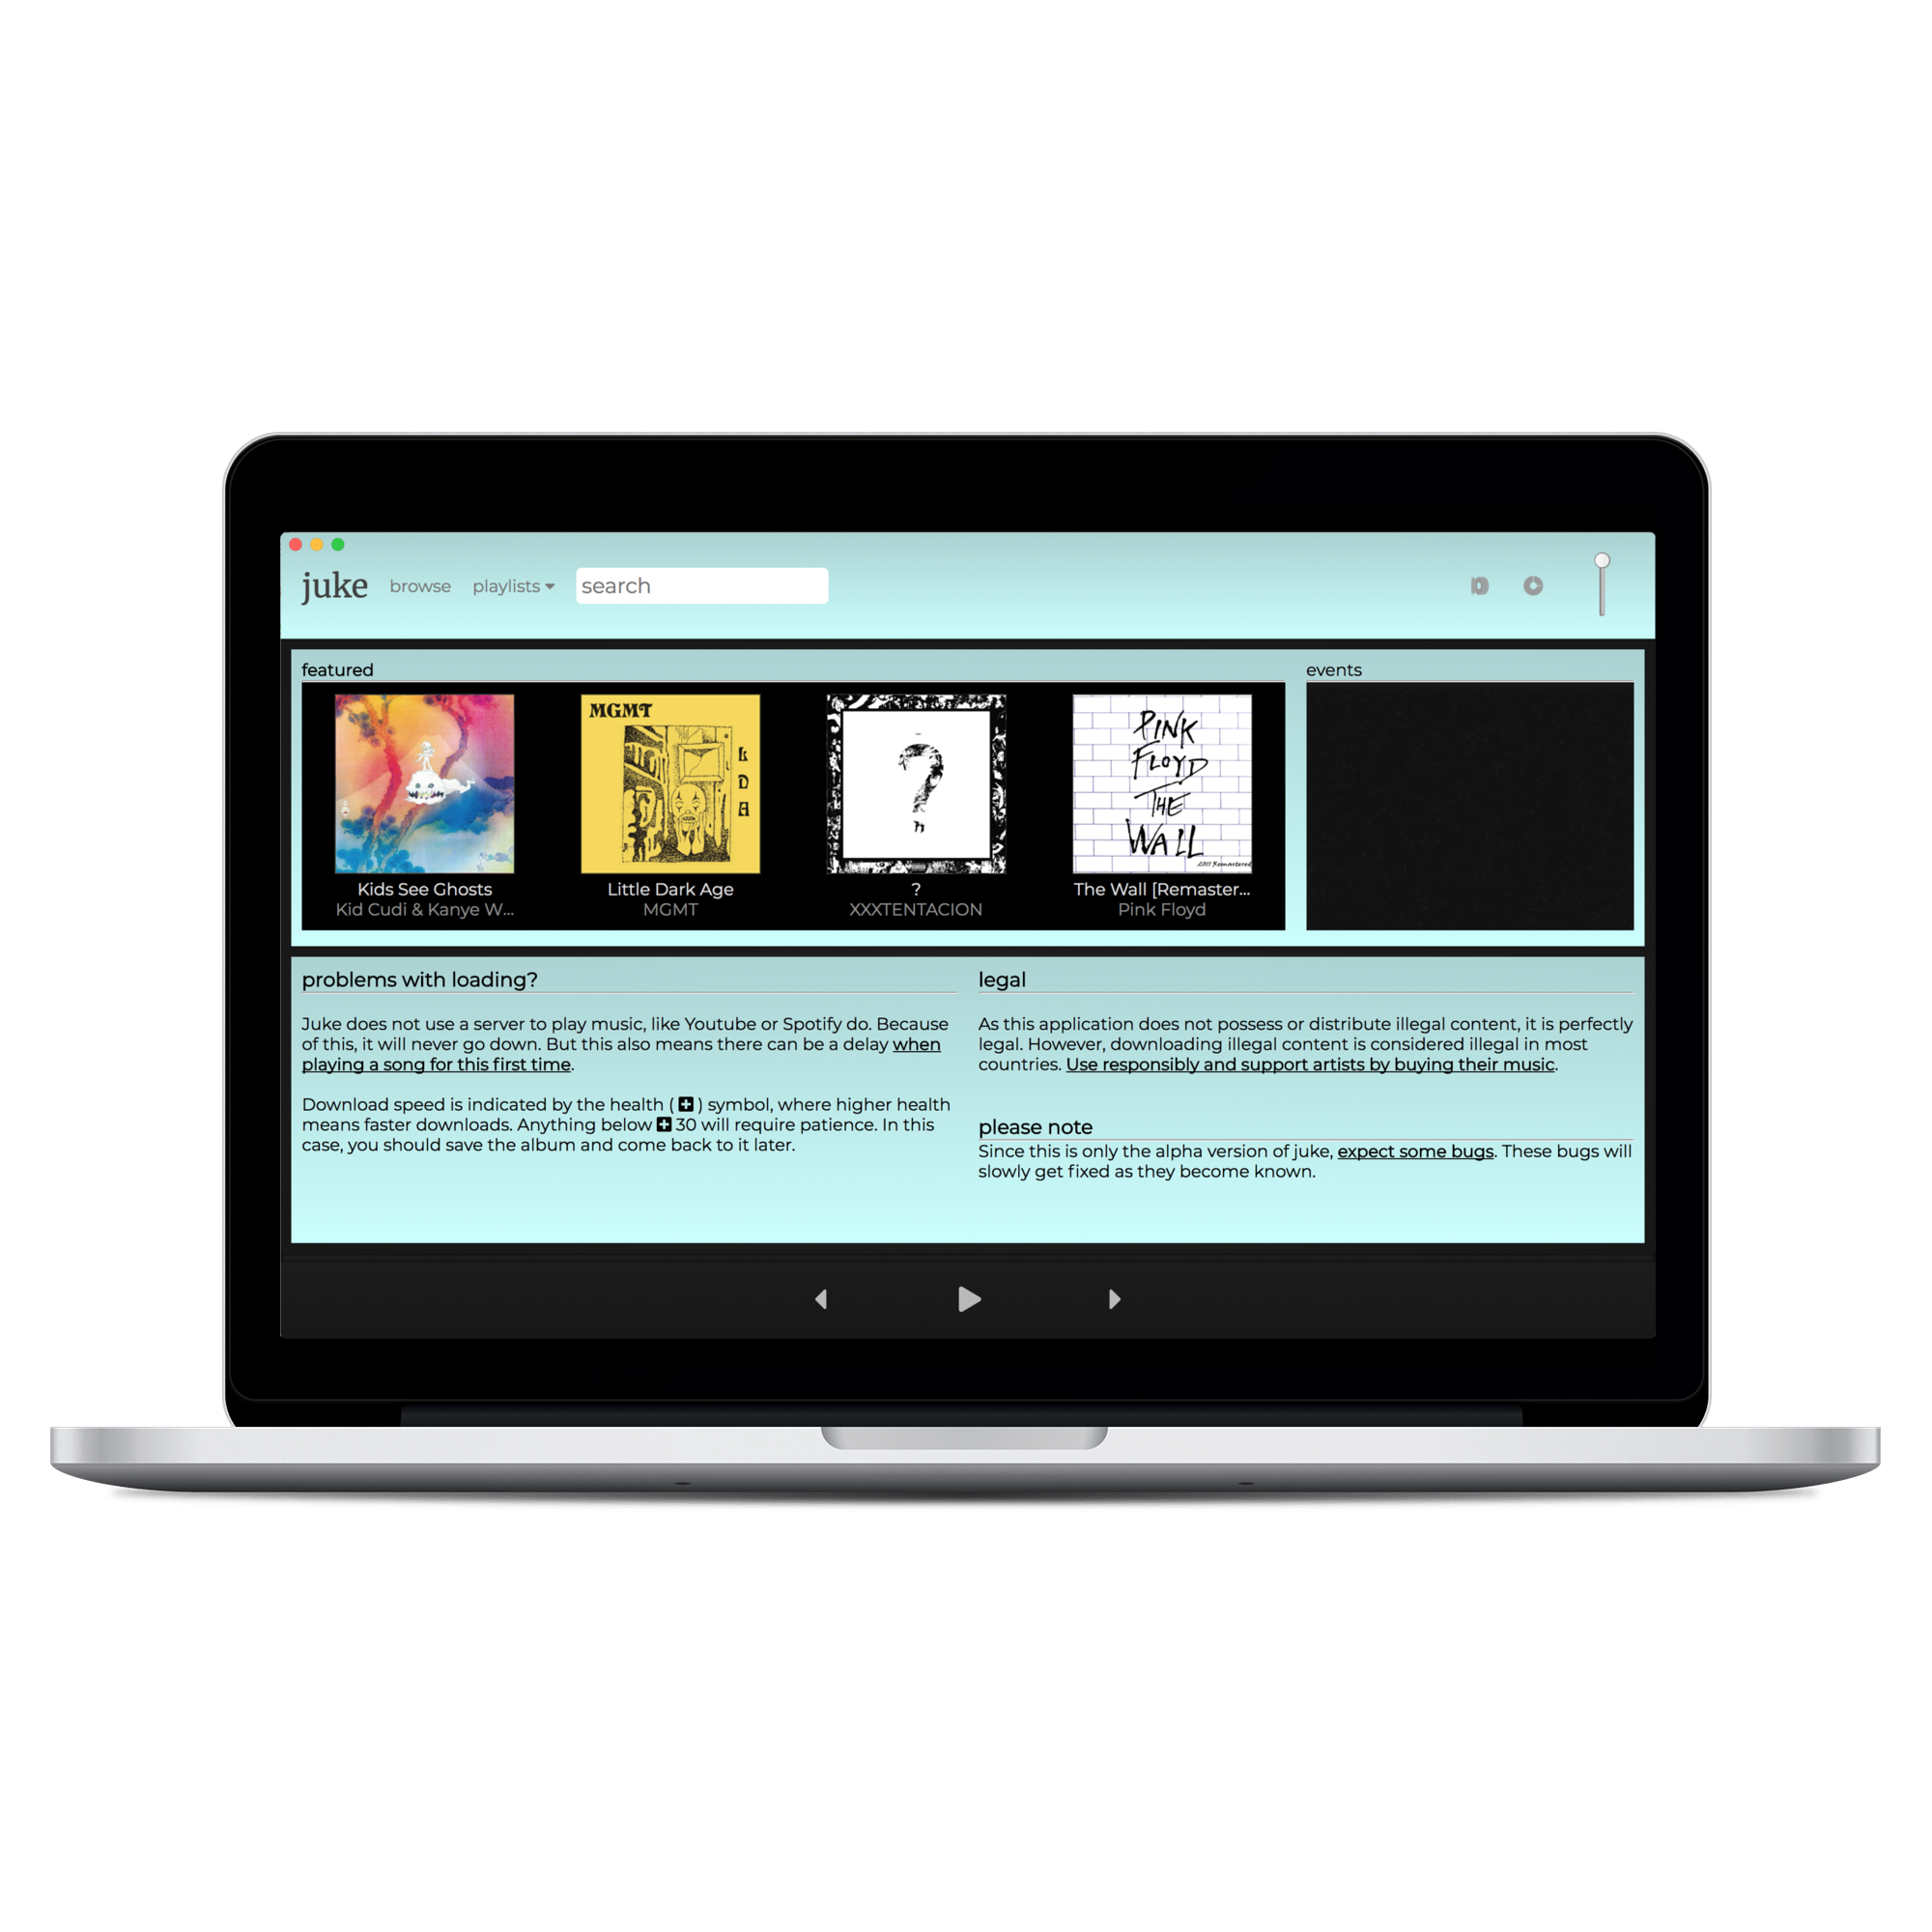 juke
browse
playlists
search
featured
events
MGMT
L
D
A
?
PINK
FLOYD
THE
WALL
2011 Remastered
Kids See Ghosts
Kid Cudi & Kanye W...
Little Dark Age
MGMT
?
XXXTENTACION
The Wall [Remaster...
Pink Floyd
problems with loading?
Juke does not use a server to play music, like Youtube or Spotify do. Because
of this, it will never go down. But this also means there can be a delay when
playing a song for this first time.
Download speed is indicated by the health ( ) symbol, where higher health
means faster downloads. Anything below 30 will require patience. In this
case, you should save the album and come back to it later.
legal
As this application does not possess or distribute illegal content, it is perfectly
legal. However, downloading illegal content is considered illegal in most
countries. Use responsibly and support artists by buying their music.
please note
Since this is only the alpha version of juke, expect some bugs. These bugs will
slowly get fixed as they become known.